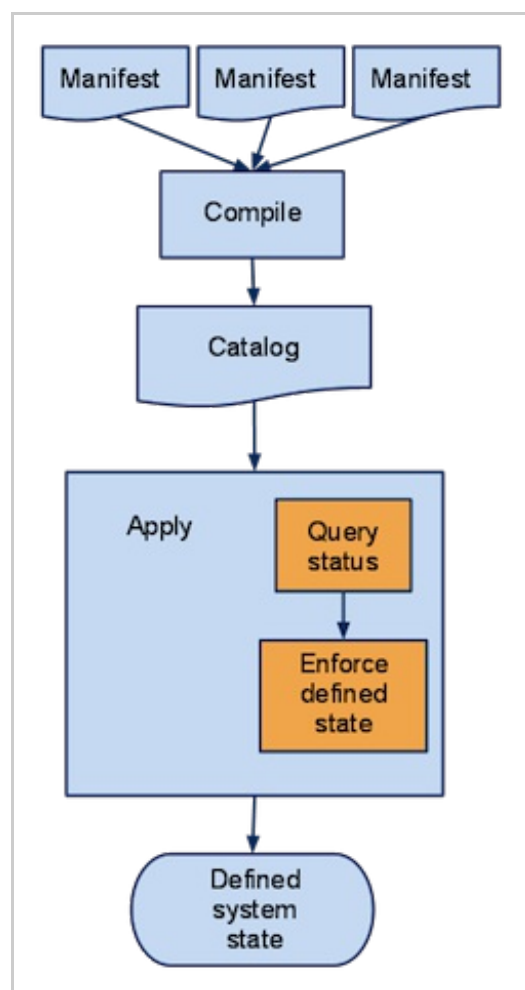 Manifest
Manifest
Manifest
Compile
Catalog
Apply
Query
status
Enforce
defined
state
Defined
system
state